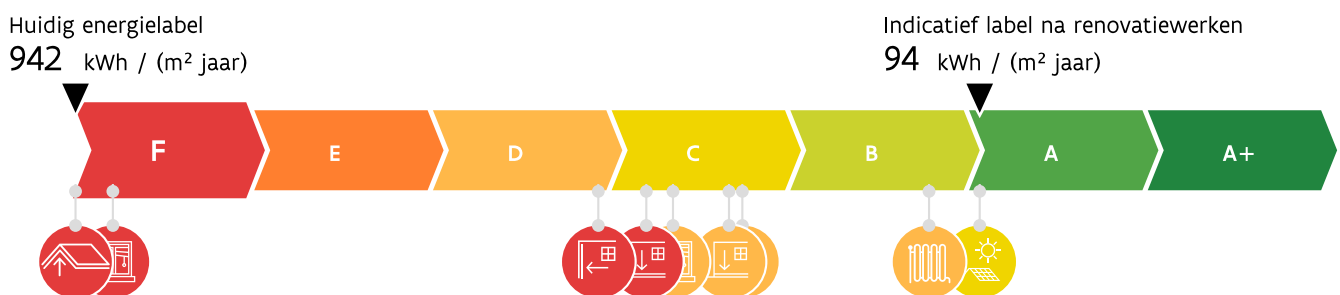 Huidig energielabel
942 kWh / (m² jaar)
Indicatief label na renovatiewerken
94 kWh / (m² jaar)
F E D C B A A+